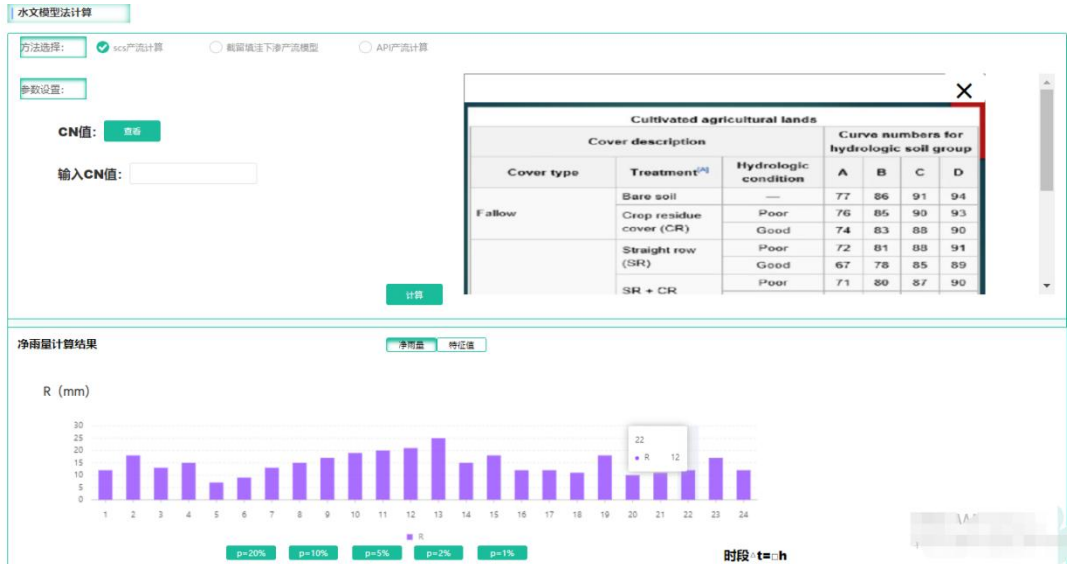 水文模型法计算
方法选择: scs产流计算 截留填洼下渗产流模型 API产流计算
参数设置:
CN值: 查看
输入CN值:
计算
×
Cultivated agricultural lands
Cover description Curve numbers for hydrologic soil group
Cover type Treatment[A] Hydrologic condition A B C D
Fallow Bare soil — 77 86 91 94
Crop residue cover (CR) Poor 76 85 90 93
Good 74 83 88 90
Straight row (SR) Poor 72 81 88 91
Good 67 78 85 89
SR + CR Poor 71 80 87 90
净雨量计算结果 净雨量 特征值
R（mm）
30
25
20
15
10
5
0
22
R 12
1 2 3 4 5 6 7 8 9 10 11 12 13 14 15 16 17 18 19 20 21 22 23 24
R
p=20% p=10% p=5% p=2% p=1%
时段△t=□h